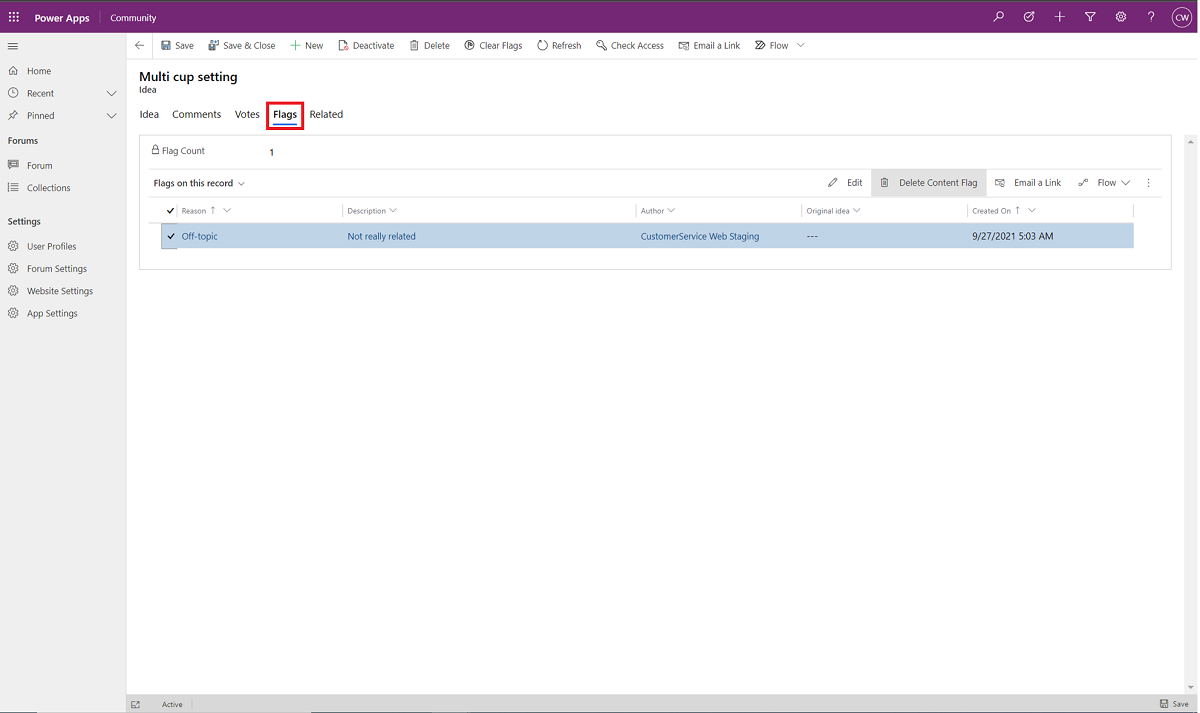 Power Apps Community CW
Save Save & Close New Deactivate Delete Clear Flags Refresh Check Access Email a Link Flow
Home
Recent
Pinned
Forums
Forum
Collections
Settings
User Profiles
Forum Settings
Website Settings
App Settings
Multi cup setting
Idea
Idea Comments Votes Flags Related
Flag Count 1
Flags on this record Edit Delete Content Flag Email a Link Flow
Reason Description Author Original idea Created On
Off-topic Not really related CustomerService Web Staging --- 9/27/2021 5:03 AM
Active Save